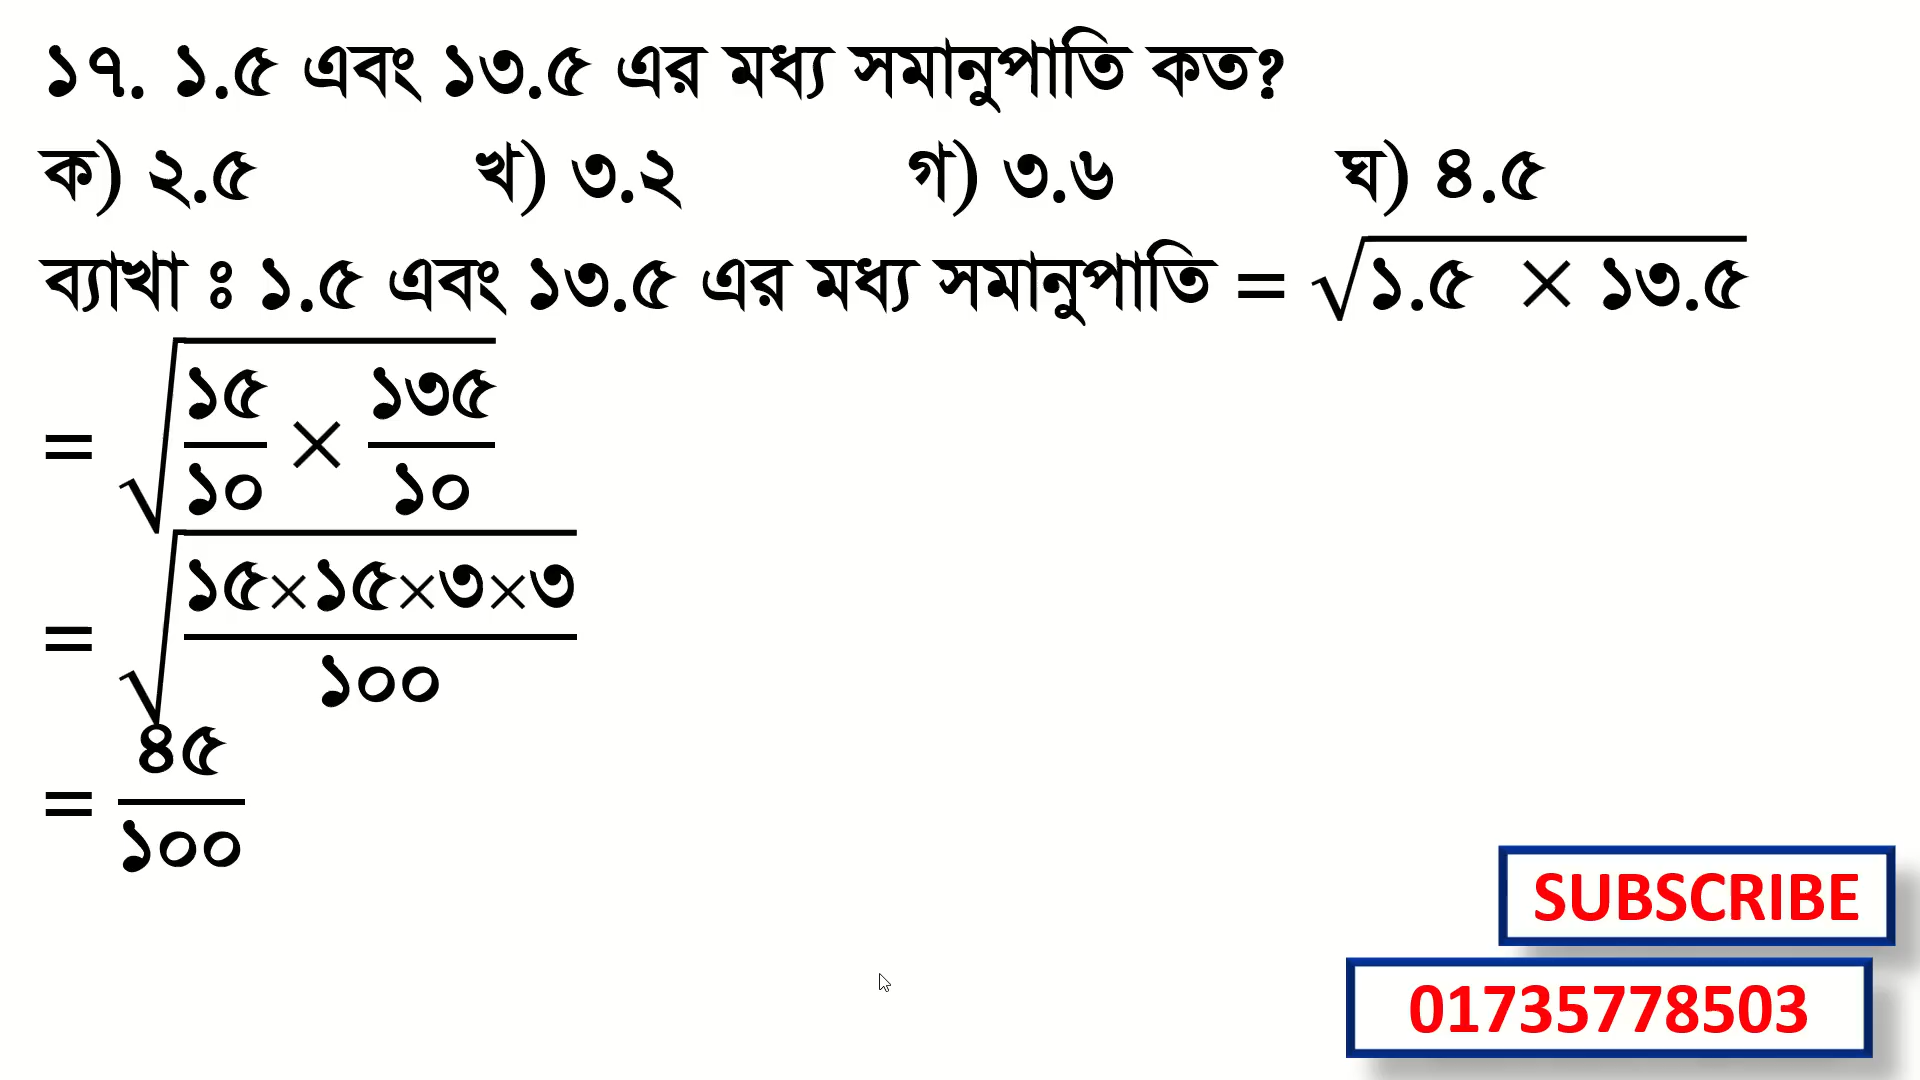 ১৭. ১.৫ এবং ১৩.৫ এর মধ্য সমানুপাতি কত?
ক) ২.৫ খ) ৩.২ গ) ৩.৬ ঘ) ৪.৫
ব্যাখা ঃ ১.৫ এবং ১৩.৫ এর মধ্য সমানুপাতি = √১.৫ × ১৩.৫
= √১৫/১০ × ১৩৫/১০
= √১৫×১৫×৩×৩/১০০
= ৪৫/১০০
SUBSCRIBE
01735778503